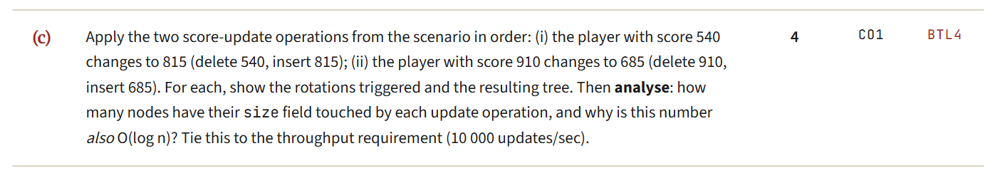 (c) Apply the two score-update operations from the scenario in order: (i) the player with score 540 4 CO1 BTL4
changes to 815 (delete 540, insert 815); (ii) the player with score 910 changes to 685 (delete 910,
insert 685). For each, show the rotations triggered and the resulting tree. Then analyse: how
many nodes have their size field touched by each update operation, and why is this number
also O(log n)? Tie this to the throughput requirement (10 000 updates/sec).